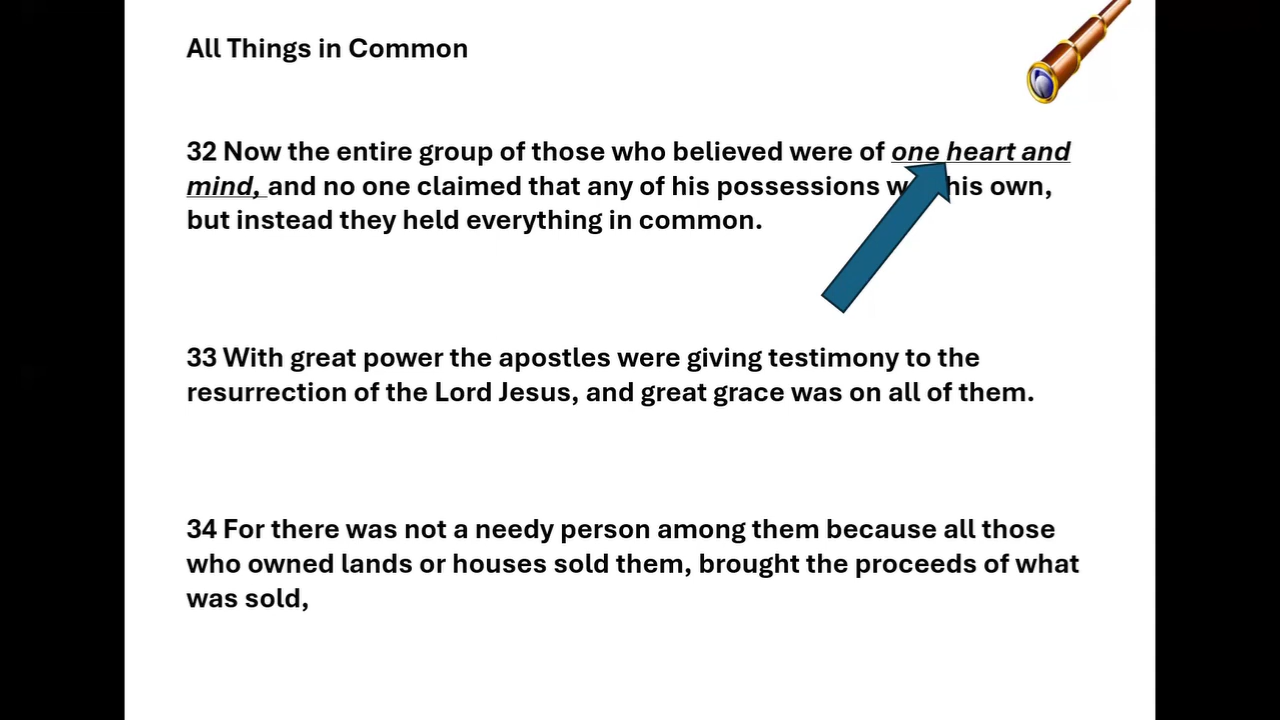 All Things in Common
32 Now the entire group of those who believed were of one heart and
mind, and no one claimed that any of his possessions his own,
but instead they held everything in common.
33 With great power the apostles were giving testimony to the
resurrection of the Lord Jesus, and great grace was on all of them.
34 For there was not a needy person among them because all those
who owned lands or houses sold them, brought the proceeds of what
was sold,